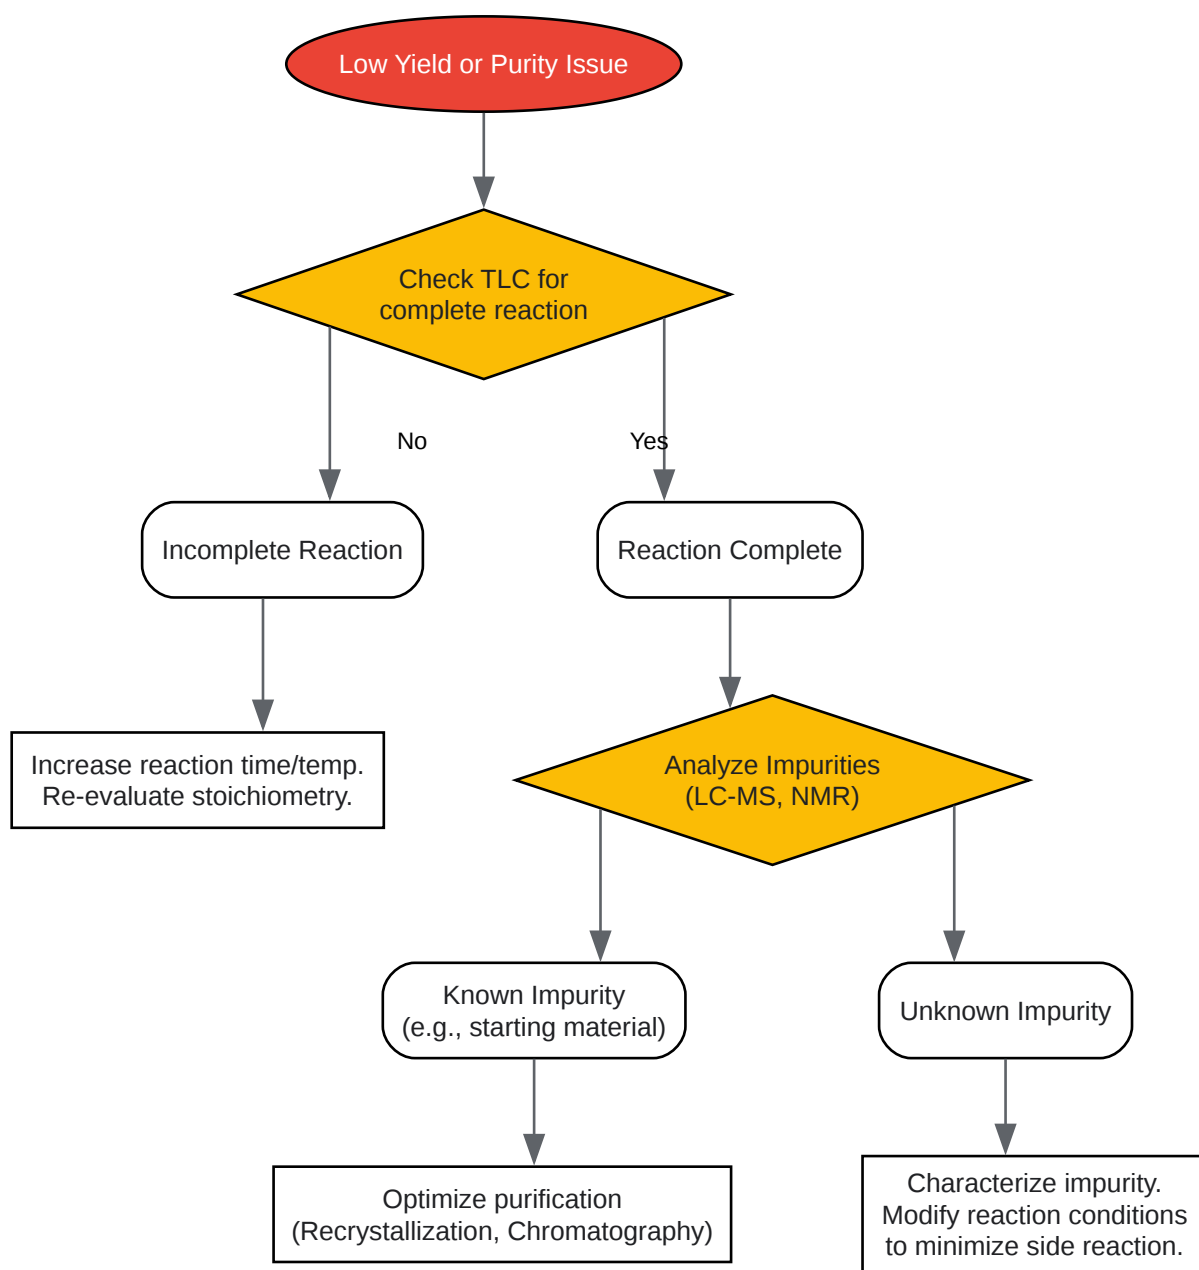 Low Yield or Purity Issue
Check TLC for
complete reaction
No
Yes
Incomplete Reaction
Reaction Complete
Increase reaction time/temp.
Re-evaluate stoichiometry.
Analyze Impurities
(LC-MS, NMR)
Known Impurity
(e.g., starting material)
Unknown Impurity
Optimize purification
(Recrystallization, Chromatography)
Characterize impurity.
Modify reaction conditions
to minimize side reaction.